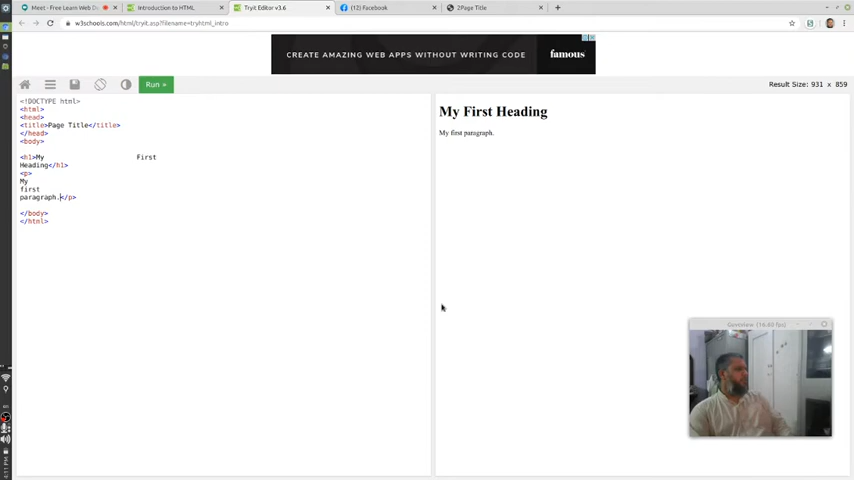 Meet - Free Learn Web D
Introduction to HTML
Tryit Editor v3.6
(12) Facebook
2Page Title
w3schools.com/html/tryit.asp?filename=tryhtml_intro
CREATE AMAZING WEB APPS WITHOUT WRITING CODE
famous
Run »
Result Size: 931 x 859
<!DOCTYPE html>
<html>
<head>
<title>Page Title</title>
</head>
<body>
<h1>My First
Heading</h1>
<p>
My
first
paragraph.</p>
</body>
</html>
My First Heading
My first paragraph.